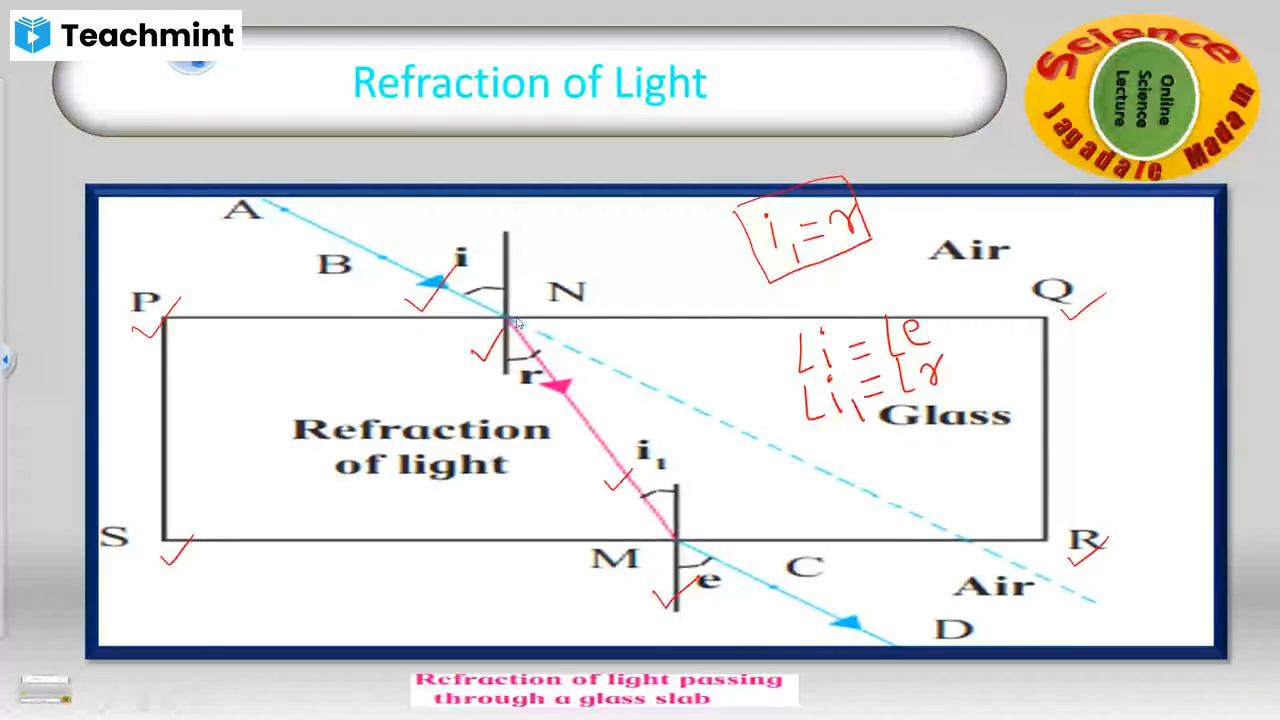 Teachmint
Refraction of Light
Science
Online
Science
Lecture
Jagadale Madam
A
B
i
N
i₁ = r
Air
P
Q
∠i = ∠e
∠i₁ = ∠r
r
Glass
Refraction
of light
i₁
S
M
e
C
R
Air
D
Refraction of light passing
through a glass slab